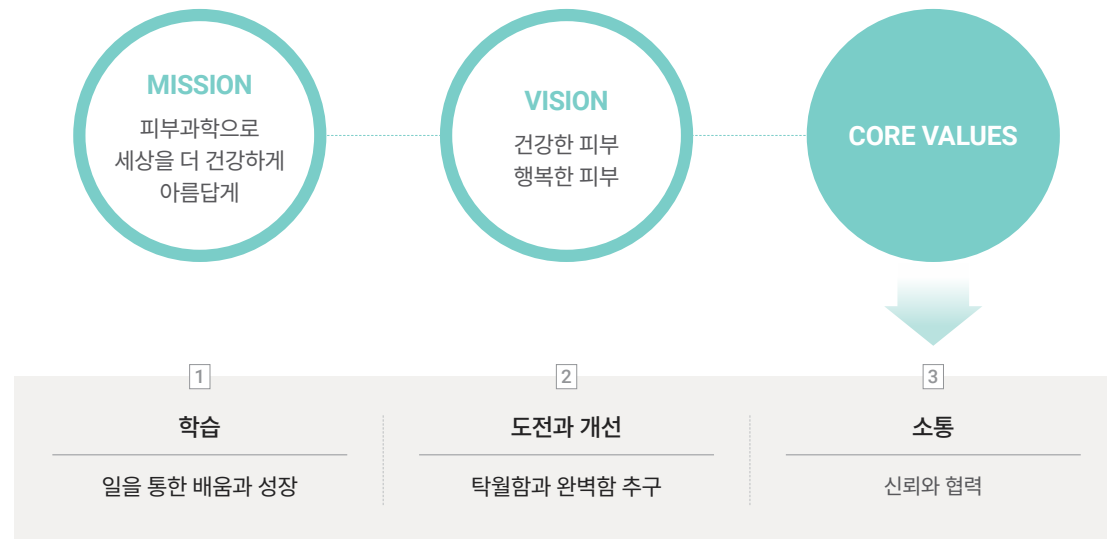 MISSION
피부과학으로
세상을 더 건강하게
아름답게
VISION
건강한 피부
행복한 피부
CORE VALUES
1
학습
일을 통한 배움과 성장
2
도전과 개선
탁월함과 완벽함 추구
3
소통
신뢰와 협력